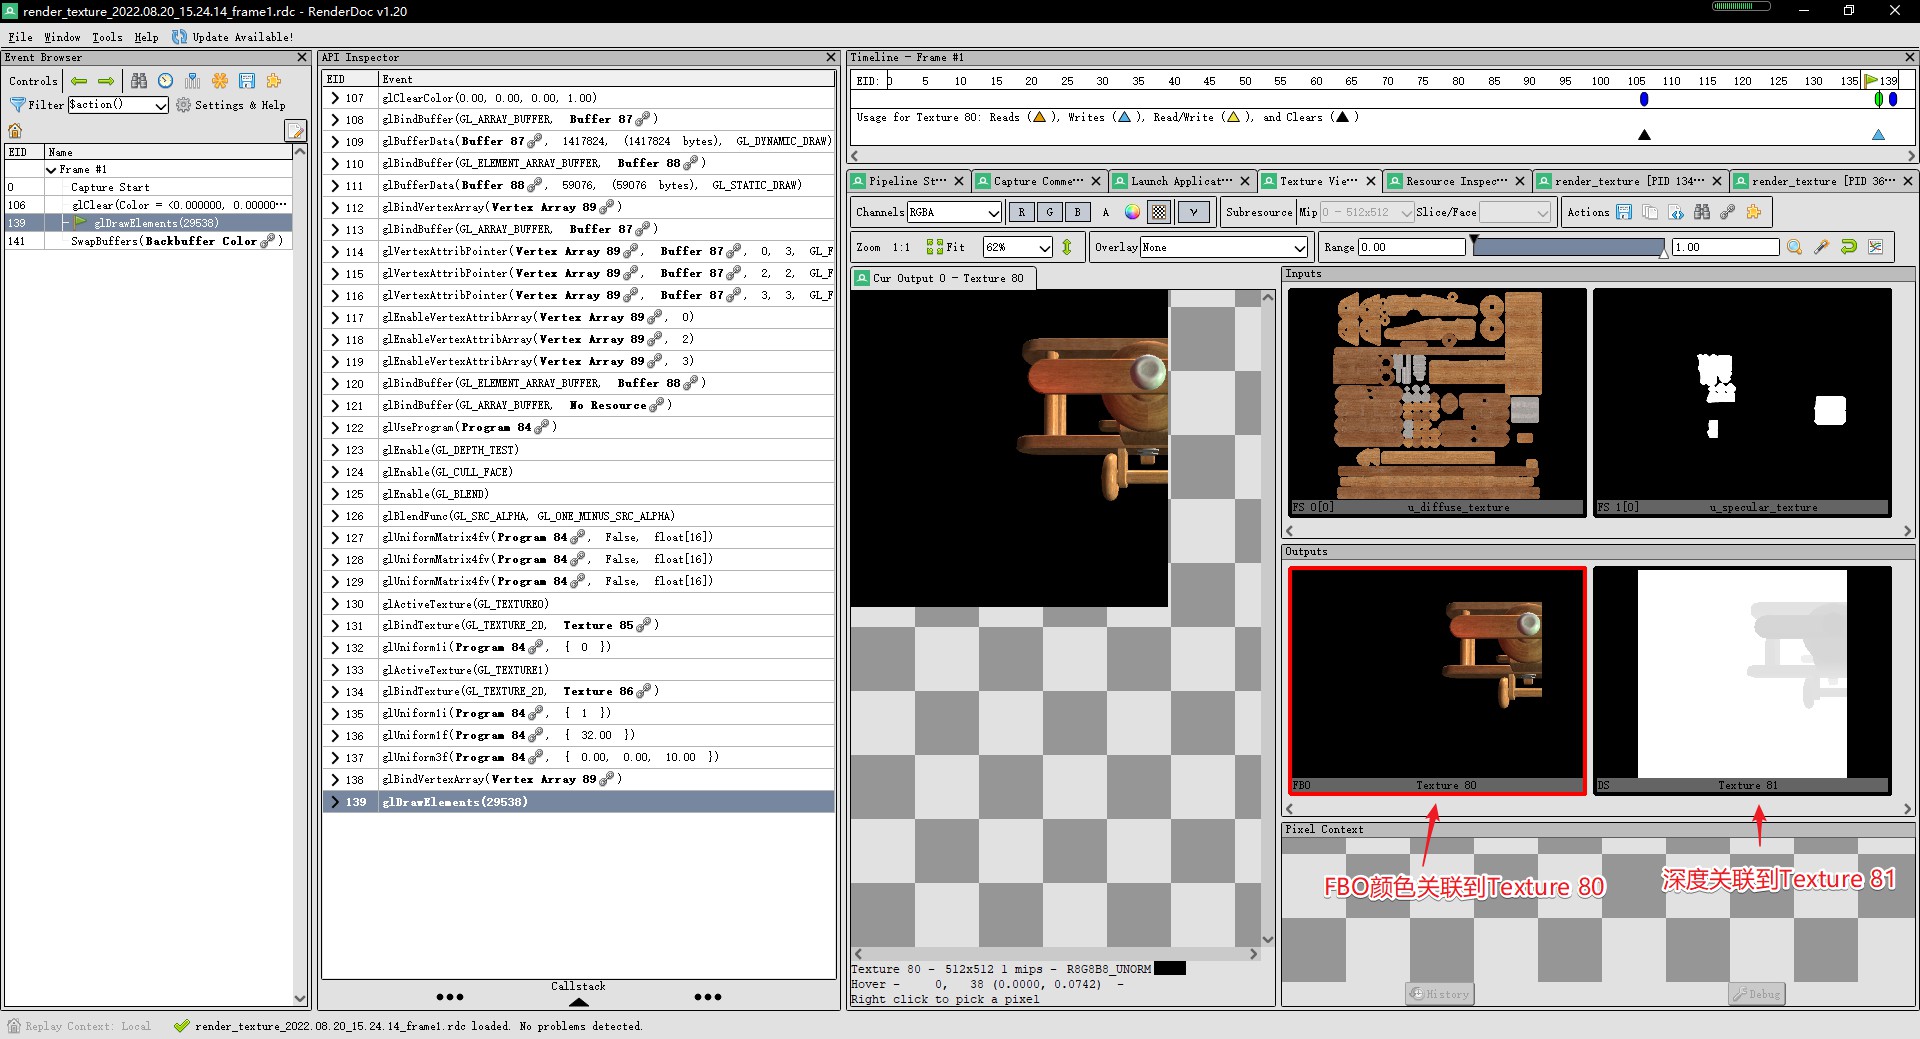 render_texture_2022.08.20_15.24.14_frame1.rdc - RenderDoc v1.20
File Window Tools Help Update Available!
Event Browser
Controls
Filter $action() Settings & Help
EID Name
Frame #1
0 Capture Start
106 glClear(Color = <0.000000, 0.00000···
139 glDrawElements(29538)
141 SwapBuffers(Backbuffer Color)
API Inspector
EID Event
107 glClearColor(0.00, 0.00, 0.00, 1.00)
108 glBindBuffer(GL_ARRAY_BUFFER, Buffer 87)
109 glBufferData(Buffer 87, 1417824, (1417824 bytes), GL_DYNAMIC_DRAW)
110 glBindBuffer(GL_ELEMENT_ARRAY_BUFFER, Buffer 88)
111 glBufferData(Buffer 88, 59076, (59076 bytes), GL_STATIC_DRAW)
112 glBindVertexArray(Vertex Array 89)
113 glBindBuffer(GL_ARRAY_BUFFER, Buffer 87)
114 glVertexAttribPointer(Vertex Array 89, Buffer 87, 0, 3, GL_F
115 glVertexAttribPointer(Vertex Array 89, Buffer 87, 2, 2, GL_F
116 glVertexAttribPointer(Vertex Array 89, Buffer 87, 3, 3, GL_F
117 glEnableVertexAttribArray(Vertex Array 89, 0)
118 glEnableVertexAttribArray(Vertex Array 89, 2)
119 glEnableVertexAttribArray(Vertex Array 89, 3)
120 glBindBuffer(GL_ELEMENT_ARRAY_BUFFER, Buffer 88)
121 glBindBuffer(GL_ARRAY_BUFFER, No Resource)
122 glUseProgram(Program 84)
123 glEnable(GL_DEPTH_TEST)
124 glEnable(GL_CULL_FACE)
125 glEnable(GL_BLEND)
126 glBlendFunc(GL_SRC_ALPHA, GL_ONE_MINUS_SRC_ALPHA)
127 glUniformMatrix4fv(Program 84, False, float[16])
128 glUniformMatrix4fv(Program 84, False, float[16])
129 glUniformMatrix4fv(Program 84, False, float[16])
130 glActiveTexture(GL_TEXTURE0)
131 glBindTexture(GL_TEXTURE_2D, Texture 85)
132 glUniform1i(Program 84, { 0 })
133 glActiveTexture(GL_TEXTURE1)
134 glBindTexture(GL_TEXTURE_2D, Texture 86)
135 glUniform1i(Program 84, { 1 })
136 glUniform1f(Program 84, { 32.00 })
137 glUniform3f(Program 84, { 0.00, 0.00, 10.00 })
138 glBindVertexArray(Vertex Array 89)
139 glDrawElements(29538)
Callstack
Timeline - Frame #1
EID: 0 5 10 15 20 25 30 35 40 45 50 55 60 65 70 75 80 85 90 95 100 105 110 115 120 125 130 135 139
Usage for Texture 80: Reads ( ), Writes ( ), Read/Write ( ), and Clears ( )
Pipeline St··· Capture Comme··· Launch Applicat··· Texture Vie··· Resource Inspec··· render_texture [PID 134··· render_texture [PID 36···
Channels RGBA R G B A γ Subresource Mip 0 - 512x512 Slice/Face Actions
Zoom 1:1 Fit 62% Overlay None Range 0.00 1.00
Cur Output 0 - Texture 80
Inputs
FS 0[0] u_diffuse_texture
FS 1[0] u_specular_texture
Outputs
FBO Texture 80
DS Texture 81
Pixel Context
FBO颜色关联到Texture 80
深度关联到Texture 81
History Debug
Texture 80 - 512x512 1 mips - R8G8B8_UNORM
Hover - 0, 38 (0.0000, 0.0742) -
Right click to pick a pixel
Replay Context: Local render_texture_2022.08.20_15.24.14_frame1.rdc loaded. No problems detected.